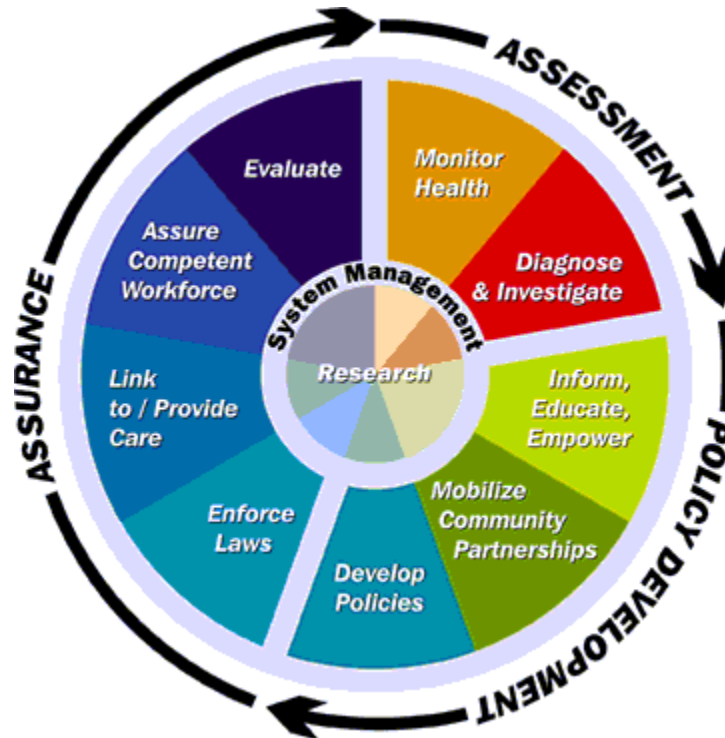 ASSESSMENT
POLICY DEVELOPMENT
ASSURANCE
Evaluate
Monitor
Health
Diagnose
& Investigate
Inform,
Educate,
Empower
Mobilize
Community
Partnerships
Develop
Policies
Enforce
Laws
Link
to / Provide
Care
Assure
Competent
Workforce
System Management
Research